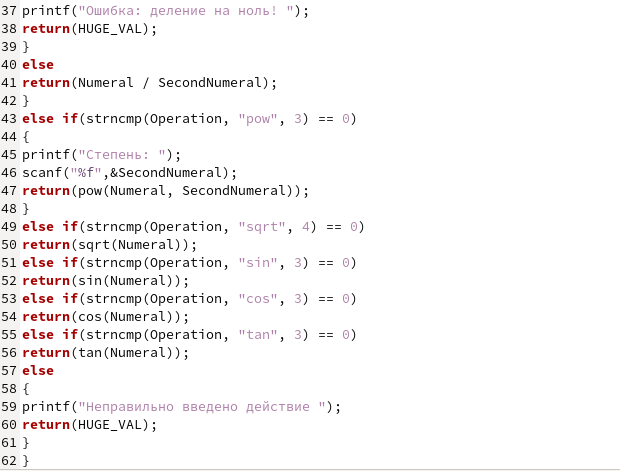 37 printf("Ошибка: деление на ноль! ");
38 return(HUGE_VAL);
39 }
40 else
41 return(Numeral / SecondNumeral);
42 }
43 else if(strncmp(Operation, "pow", 3) == 0)
44 {
45 printf("Степень: ");
46 scanf("%f",&SecondNumeral);
47 return(pow(Numeral, SecondNumeral));
48 }
49 else if(strncmp(Operation, "sqrt", 4) == 0)
50 return(sqrt(Numeral));
51 else if(strncmp(Operation, "sin", 3) == 0)
52 return(sin(Numeral));
53 else if(strncmp(Operation, "cos", 3) == 0)
54 return(cos(Numeral));
55 else if(strncmp(Operation, "tan", 3) == 0)
56 return(tan(Numeral));
57 else
58 {
59 printf("Неправильно введено действие ");
60 return(HUGE_VAL);
61 }
62 }